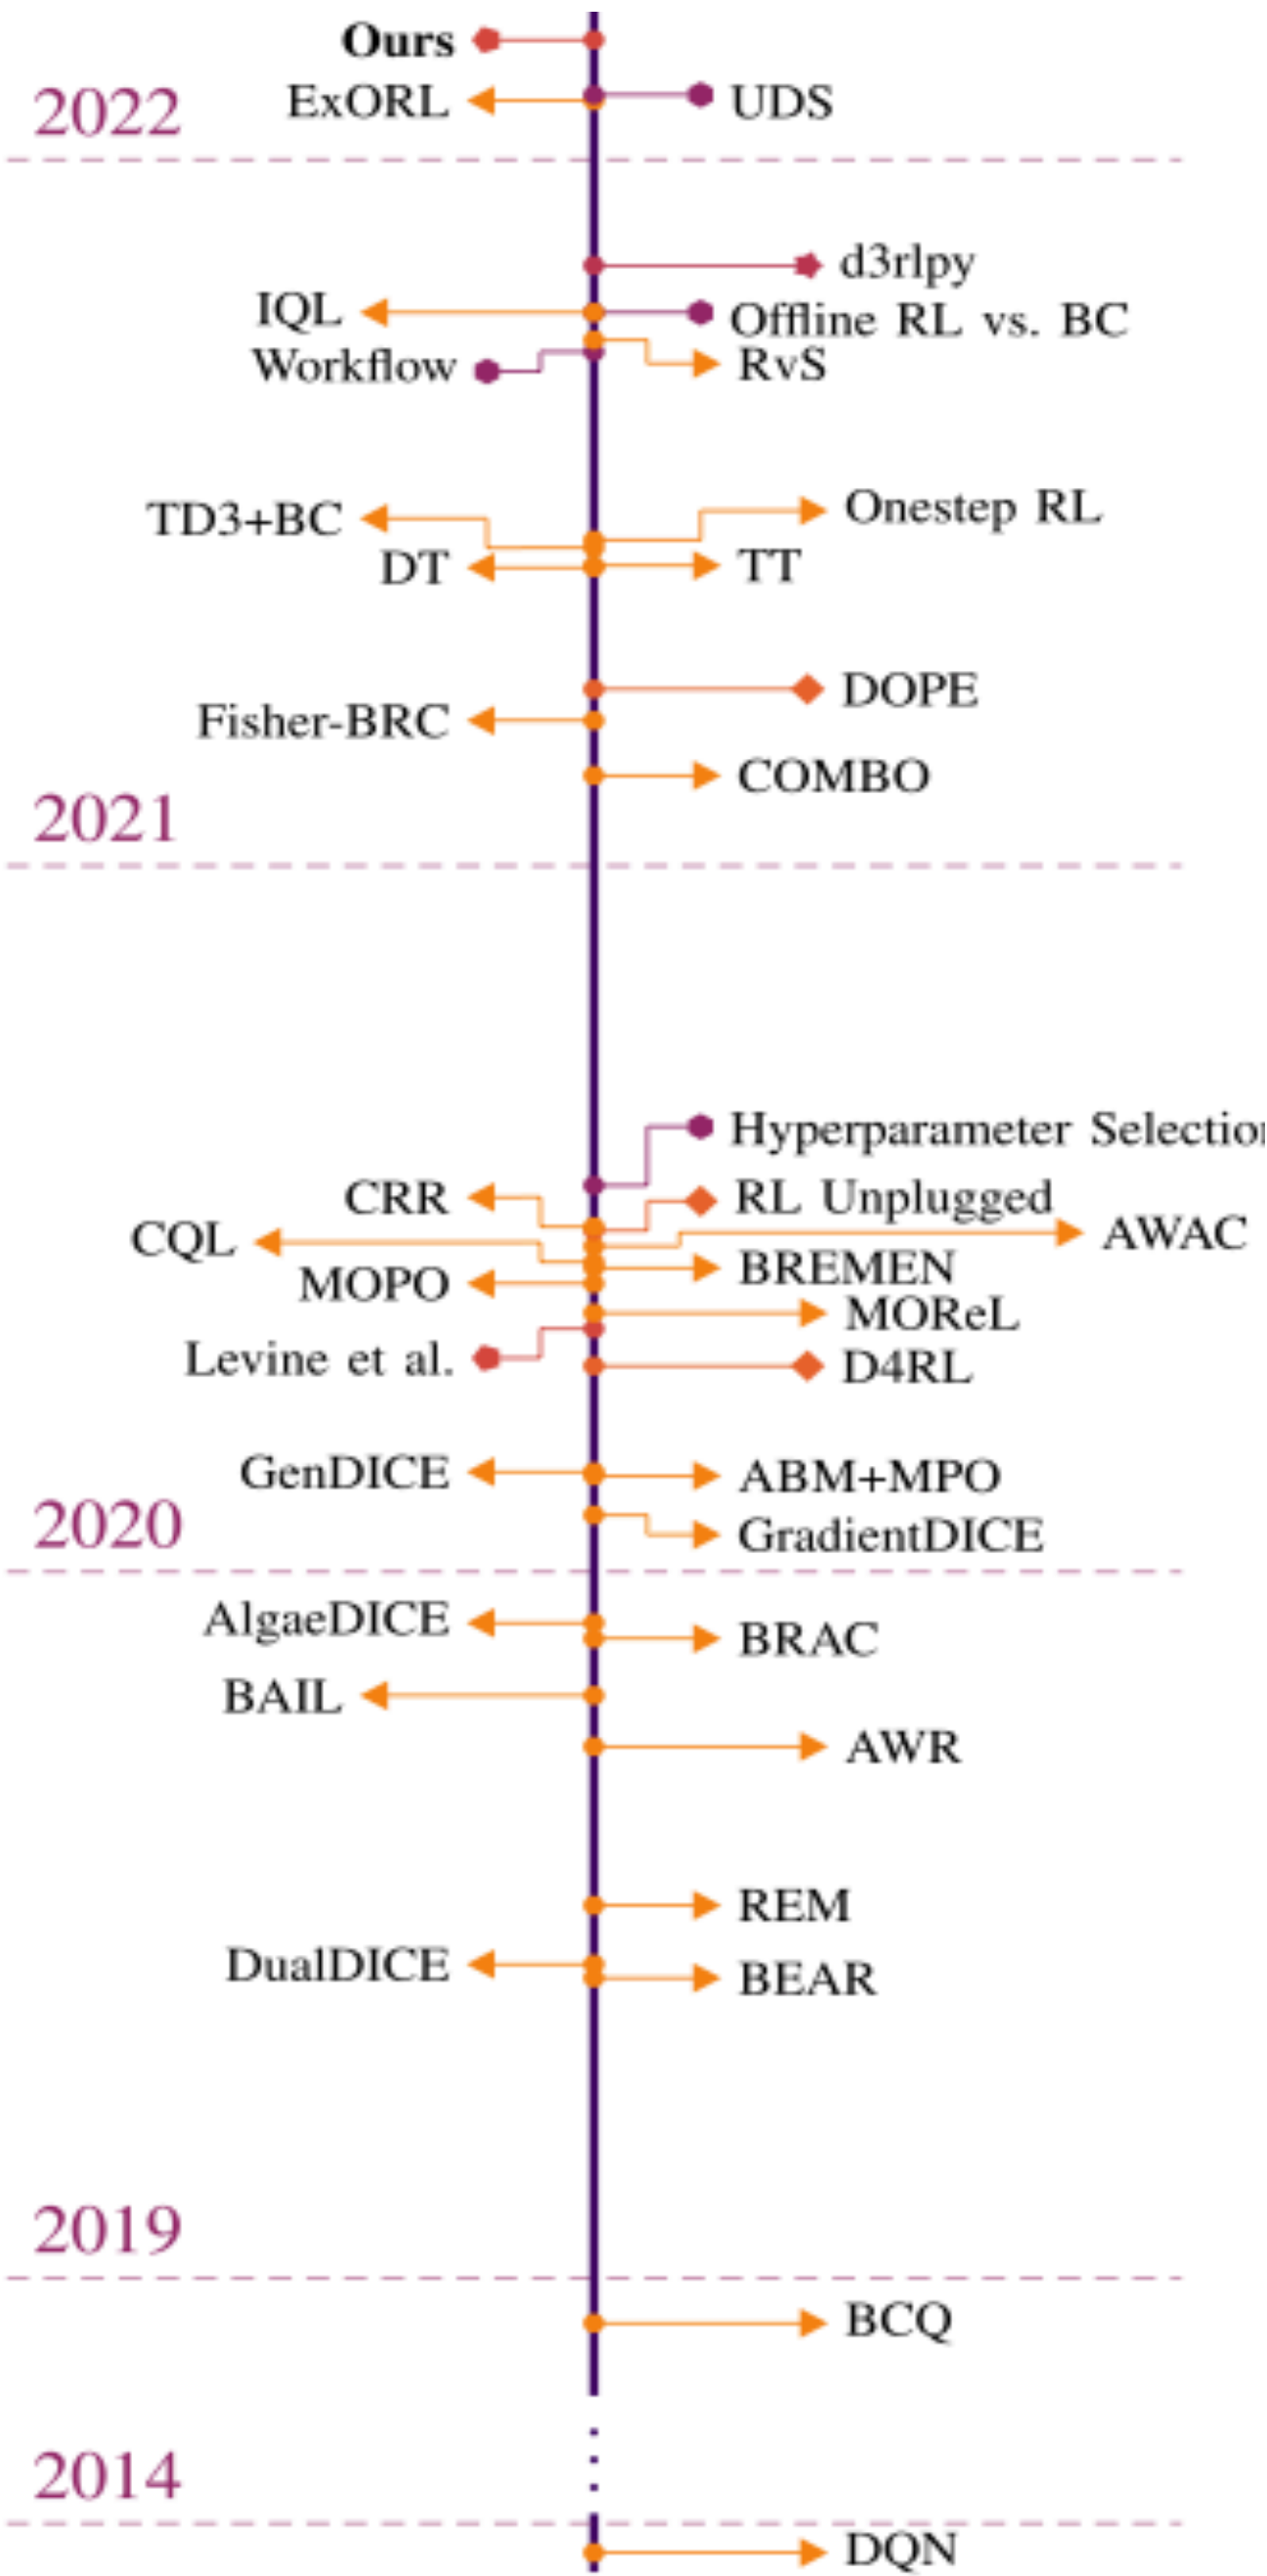 Ours
2022
ExORL
UDS
d3rlpy
IQL
Offline RL vs. BC
Workflow
RvS
TD3+BC
Onestep RL
DT
TT
DOPE
Fisher-BRC
COMBO
2021
Hyperparameter Selection
CRR
RL Unplugged
CQL
AWAC
BREMEN
MOPO
MOReL
Levine et al.
D4RL
GenDICE
ABM+MPO
2020
GradientDICE
AlgaeDICE
BRAC
BAIL
AWR
REM
DualDICE
BEAR
2019
BCQ
2014
DQN